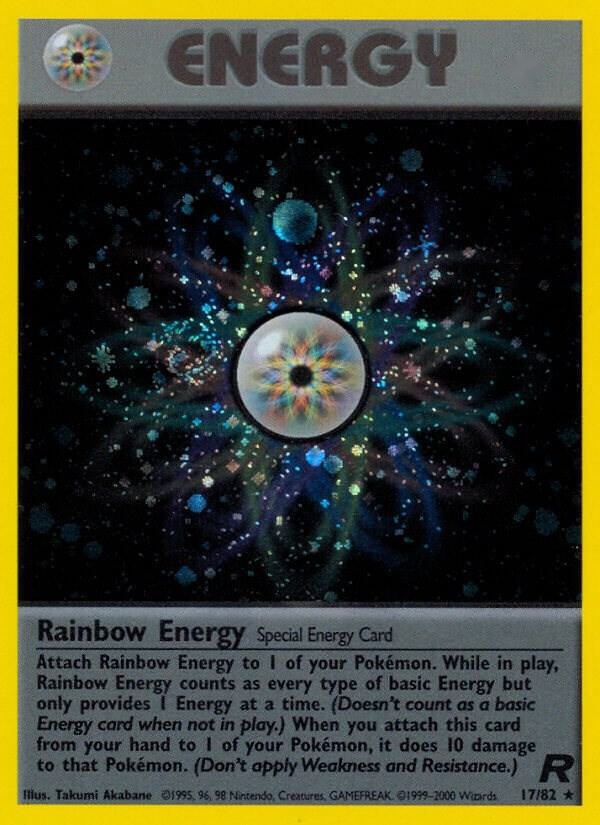 ENERGY
Rainbow Energy Special Energy Card
Attach Rainbow Energy to 1 of your Pokémon. While in play,
Rainbow Energy counts as every type of basic Energy but
only provides 1 Energy at a time. (Doesn't count as a basic
Energy card when not in play.) When you attach this card
from your hand to 1 of your Pokémon, it does 10 damage
to that Pokémon. (Don't apply Weakness and Resistance.)
R
Illus. Takumi Akabane ©1995, 96, 98 Nintendo, Creatures, GAMEFREAK. ©1999-2000 Wizards. 17/82 ★